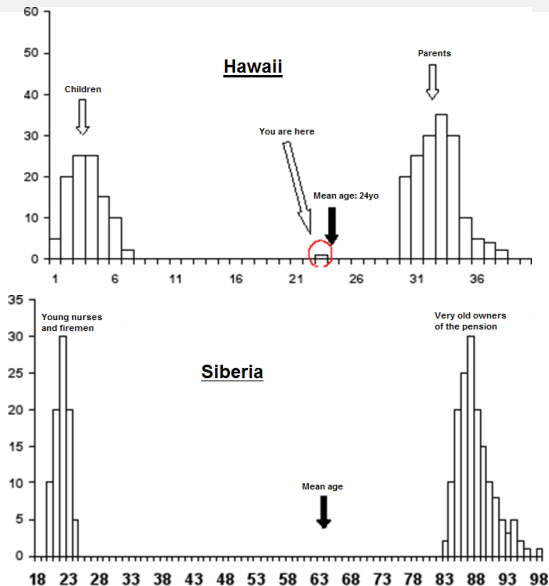 60
50
40
30
20
10
0
Hawaii
Children
Parents
You are here
Mean age: 24yo
1 6 11 16 21 26 31 36
35
30
25
20
15
10
5
0
Young nurses
and firemen
Siberia
Very old owners
of the pension
Mean age
18 23 28 33 38 43 48 53 58 63 68 73 78 83 88 93 98